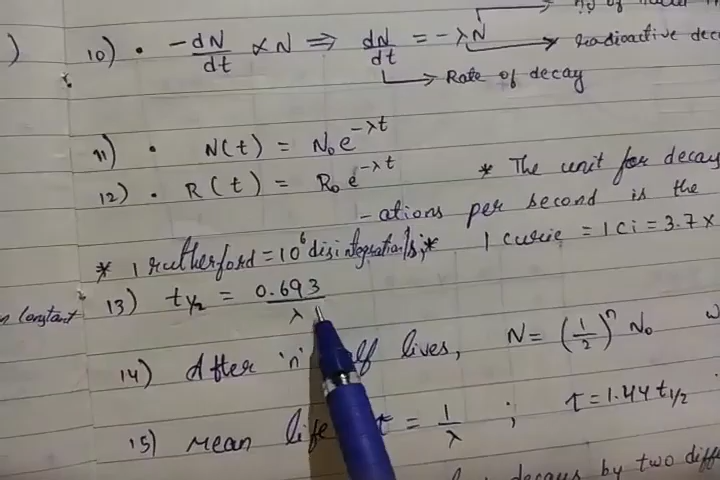 )
10) • -dN/dt ∝ N ⇒ dN/dt = -λN
→ Radioactive
→ Rate of decay
11) • N(t) = N₀e^-λt
12) • R(t) = R₀e^-λt
* The unit for decay
-ations per second is the
* 1 rutherford = 10⁶ disintegrations/s;* 1 curie = 1 Ci = 3.7 x
constant
13) t½ = 0.693/λ
14) After 'n' lives, N = (1/2)^n N₀
15) Mean life = 1/λ ; τ = 1.44 t1/2
decays by two